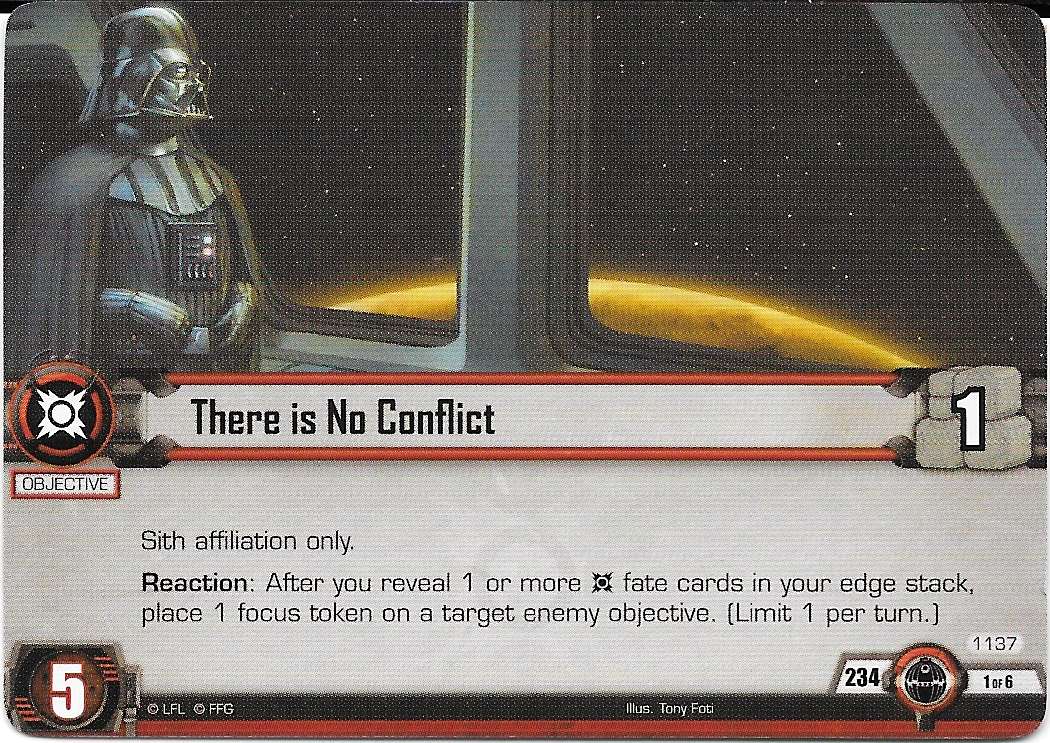 There is No Conflict
1
OBJECTIVE
Sith affiliation only.
Reaction: After you reveal 1 or more fate cards in your edge stack,
place 1 focus token on a target enemy objective. (Limit 1 per turn.)
1137
5
234
1 OF 6
© LFL © FFG
Illus. Tony Foti